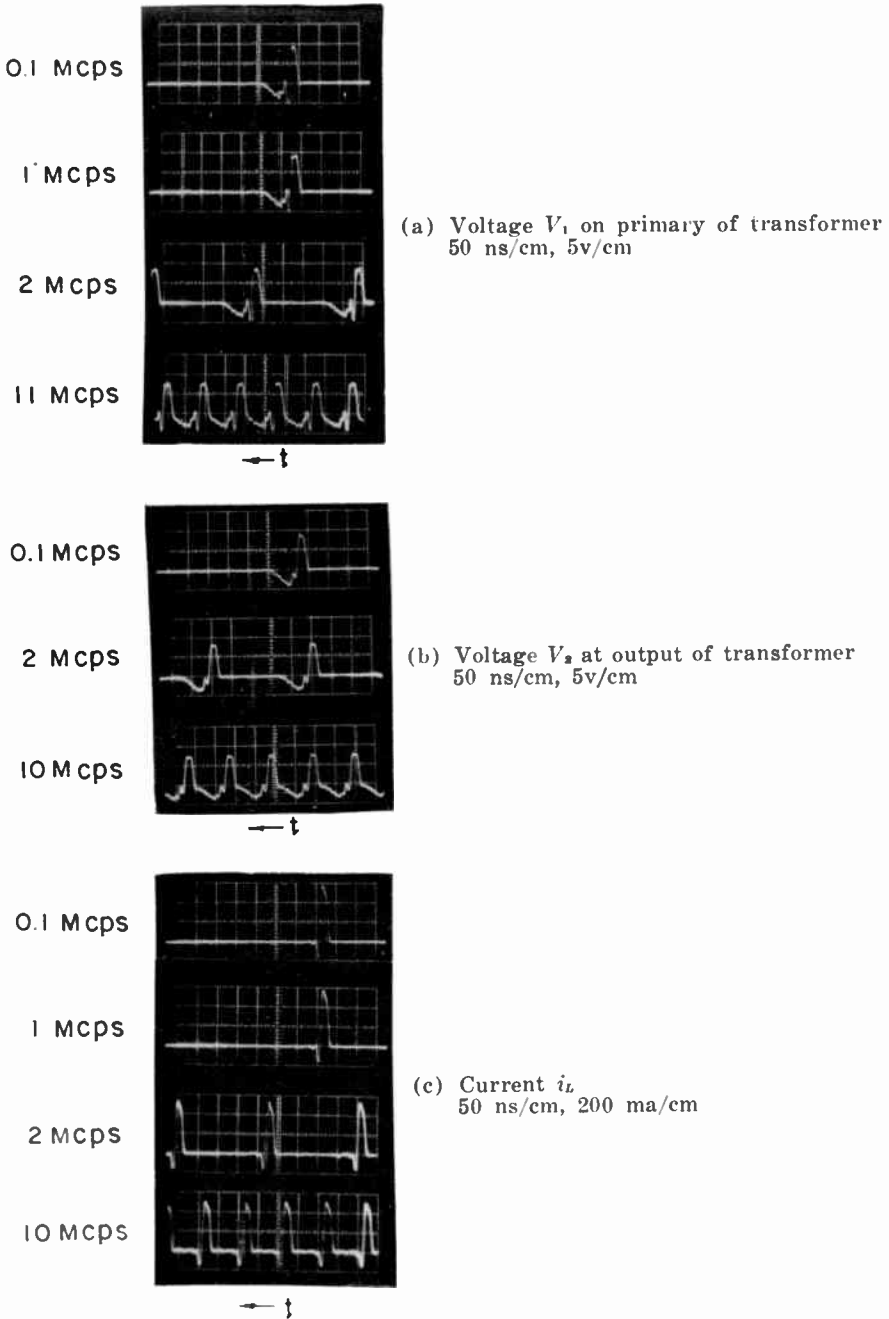 0.1 Mcps
1 Mcps
2 Mcps
11 Mcps
(a) Voltage V₁ on primary of transformer
50 ns/cm, 5v/cm
← t
0.1 Mcps
2 Mcps
10 Mcps
(b) Voltage V₂ at output of transformer
50 ns/cm, 5v/cm
← t
0.1 Mcps
1 Mcps
2 Mcps
10 Mcps
(c) Current i_L
50 ns/cm, 200 ma/cm
← t